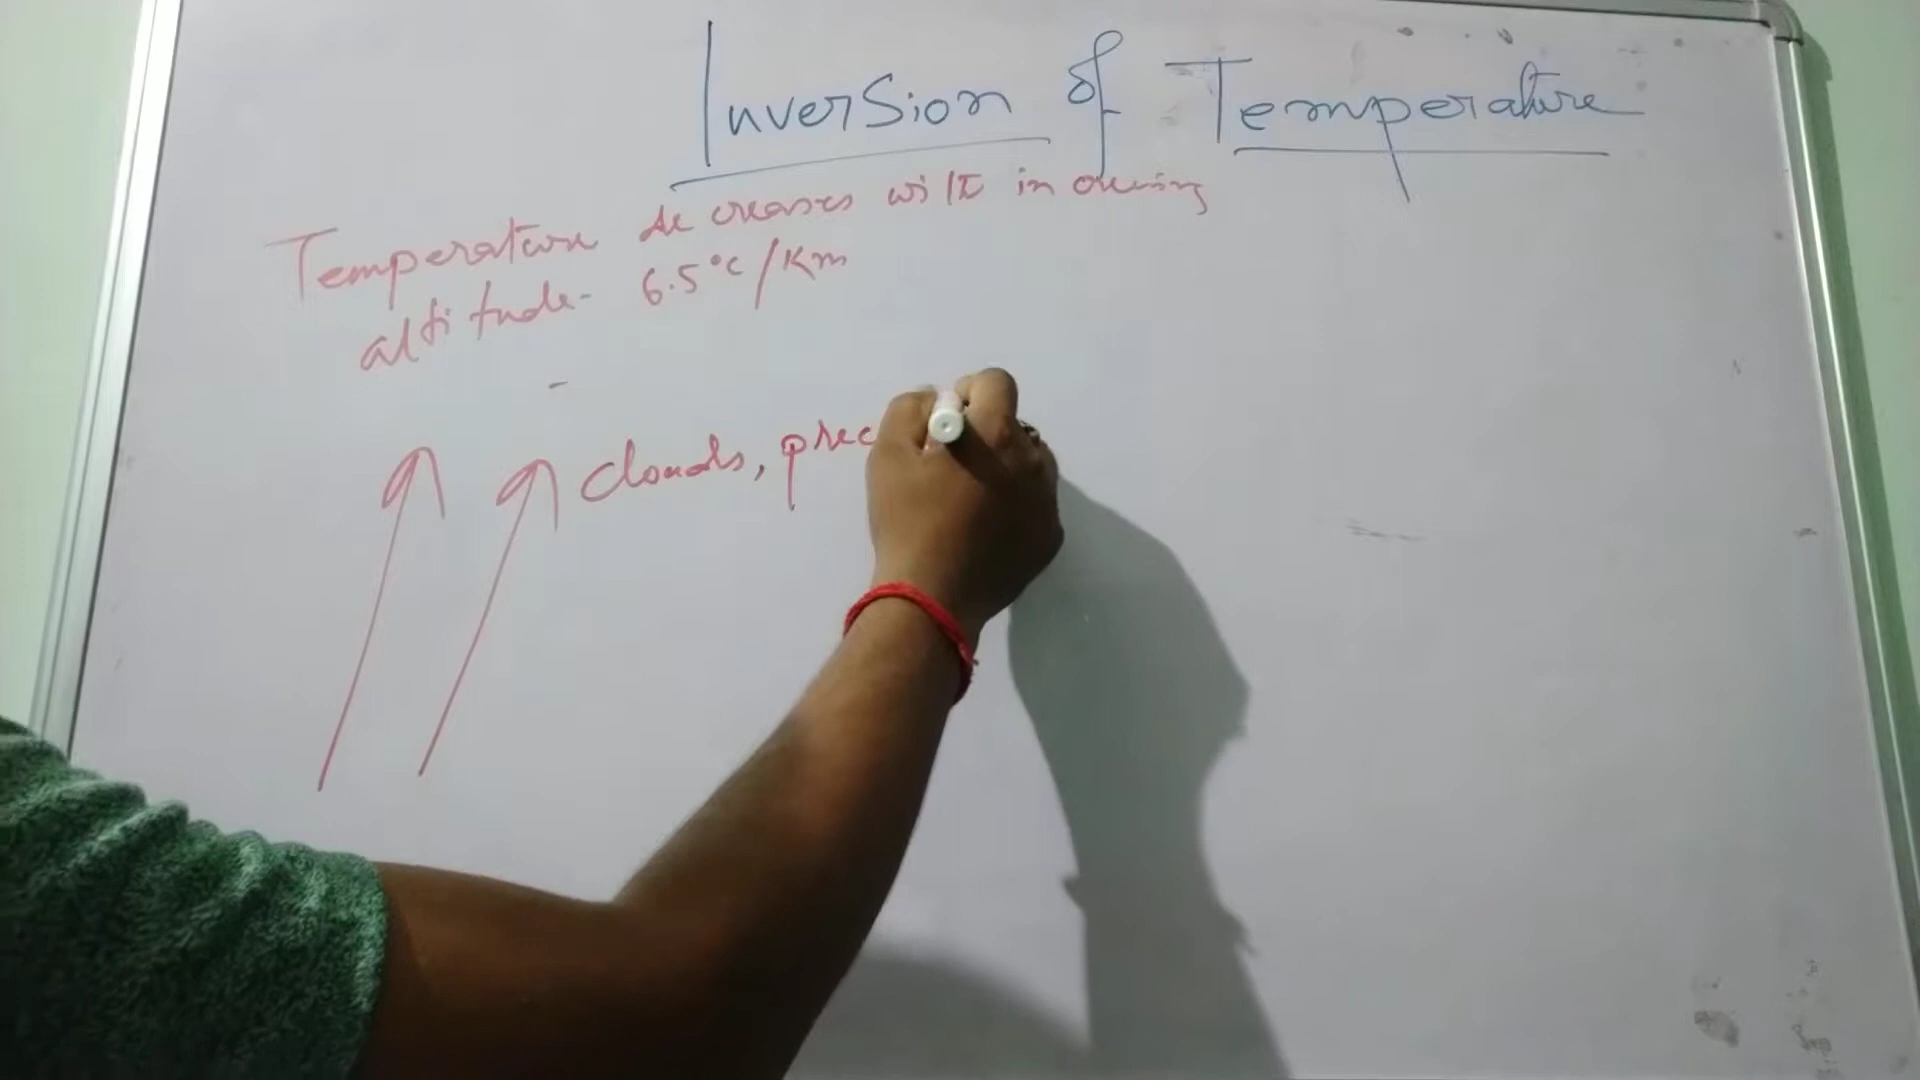 Inversion of Temperature
Temperature decreases with increasing
altitude- 6.5°C/Km
clouds, prec